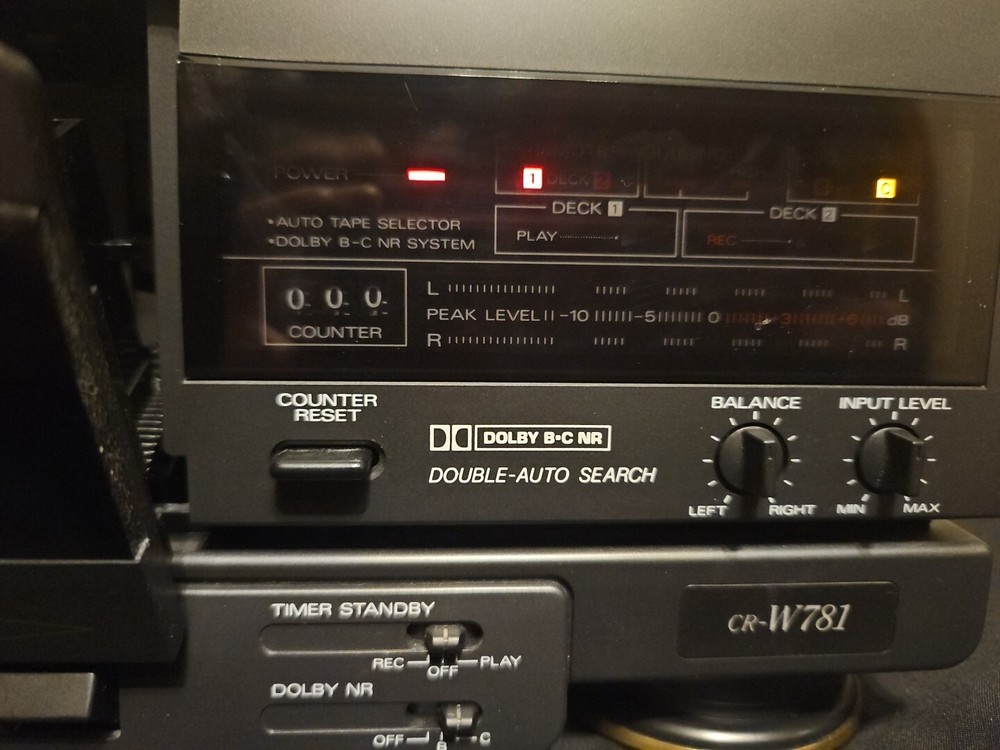 POWER
1 DECK 2
C
•AUTO TAPE SELECTOR
•DOLBY B-C NR SYSTEM
DECK 1
PLAY
DECK 2
REC
0 0 0
COUNTER
L L
PEAK LEVEL -10 -5 0 3 6 dB
R R
COUNTER
RESET
DOLBY B•C NR
DOUBLE-AUTO SEARCH
BALANCE
LEFT RIGHT
INPUT LEVEL
MIN MAX
CR-W781
TIMER STANDBY
REC OFF PLAY
DOLBY NR
OFF B C